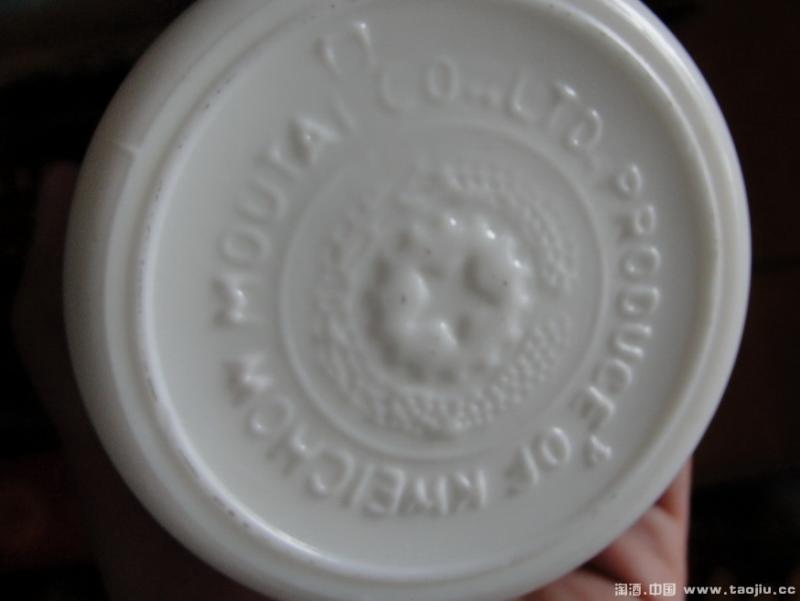 PRODUCE OF KWEICHOW MOUTAI CO.,LTD.
淘酒.中国 www.taojiu.cc